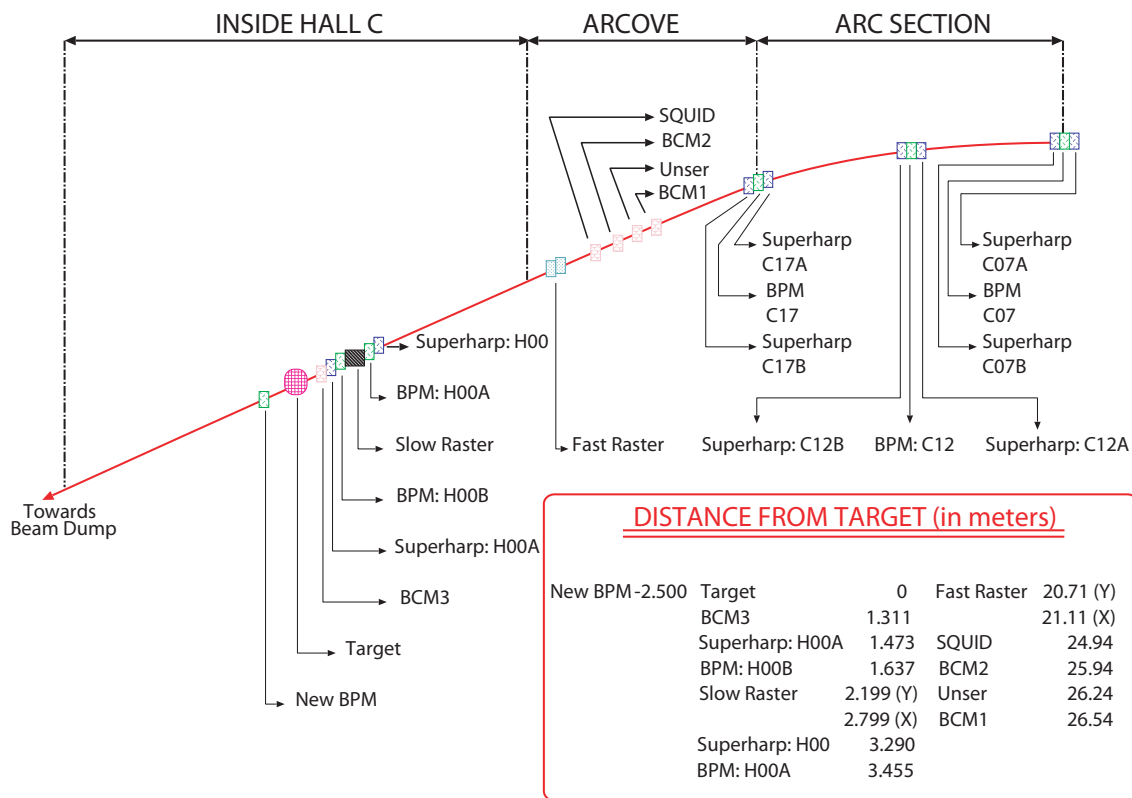 INSIDE HALL C
ARCOVE
ARC SECTION
SQUID
BCM2
Unser
BCM1
Superharp
C17A
BPM
C17
Superharp
C17B
Superharp
C07A
BPM
C07
Superharp
C07B
Superharp: H00
BPM: H00A
Slow Raster
Fast Raster
Superharp: C12B
BPM: C12
Superharp: C12A
BPM: H00B
Towards
Beam Dump
Superharp: H00A
BCM3
Target
New BPM
DISTANCE FROM TARGET (in meters)
New BPM -2.500 Target 0 Fast Raster 20.71 (Y)
BCM3 1.311 21.11 (X)
Superharp: H00A 1.473 SQUID 24.94
BPM: H00B 1.637 BCM2 25.94
Slow Raster 2.199 (Y) Unser 26.24
2.799 (X) BCM1 26.54
Superharp: H00 3.290
BPM: H00A 3.455